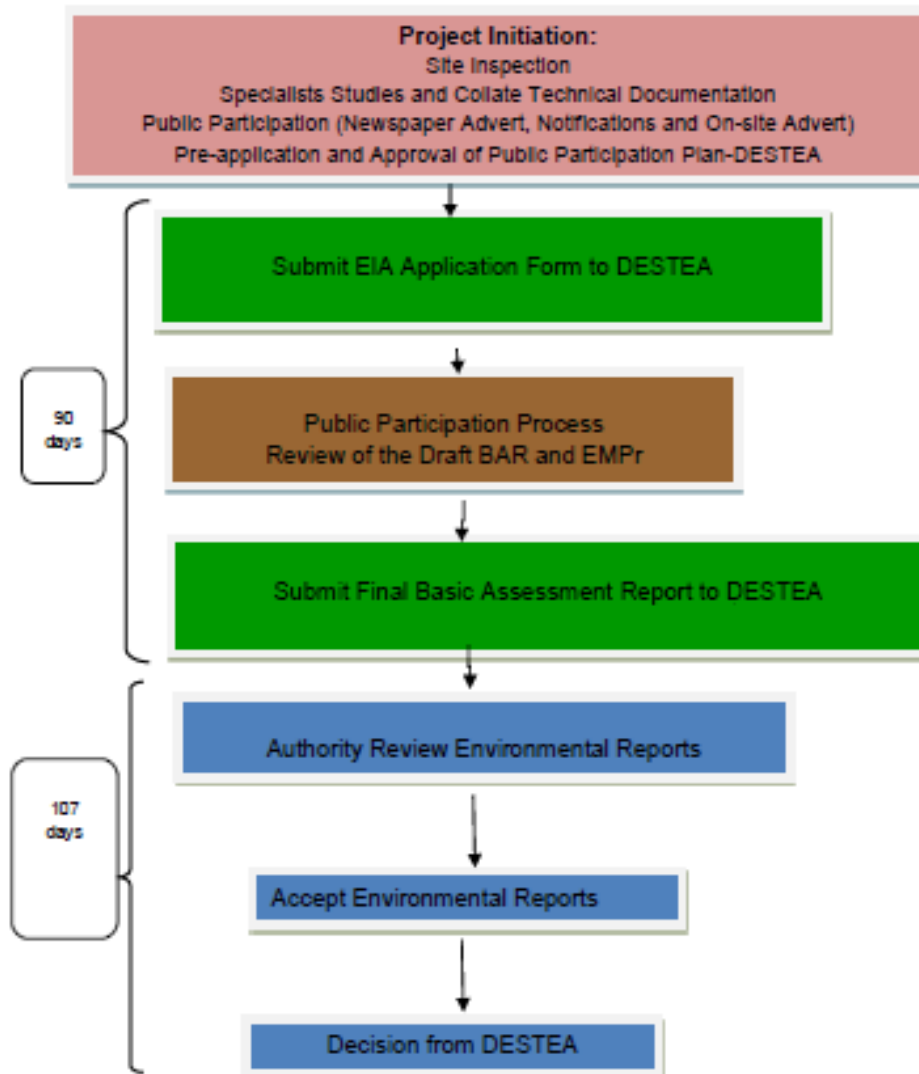 Project Initiation:
Site Inspection
Specialists Studies and Collate Technical Documentation
Public Participation (Newspaper Advert, Notifications and On-site Advert)
Pre-application and Approval of Public Participation Plan-DESTEA
Submit EIA Application Form to DESTEA
90
days
Public Participation Process
Review of the Draft BAR and EMPr
Submit Final Basic Assessment Report to DESTEA
Authority Review Environmental Reports
107
days
Accept Environmental Reports
Decision from DESTEA